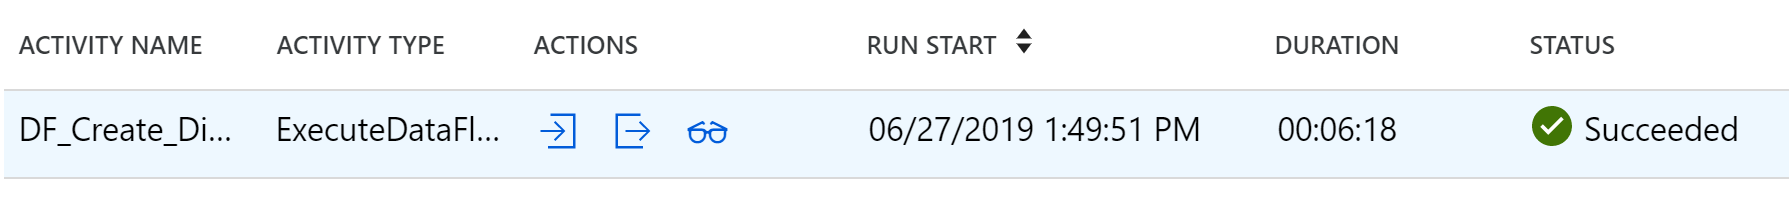 ACTIVITY NAME ACTIVITY TYPE ACTIONS RUN START DURATION STATUS
DF_Create_Di... ExecuteDataFl... 06/27/2019 1:49:51 PM 00:06:18 Succeeded